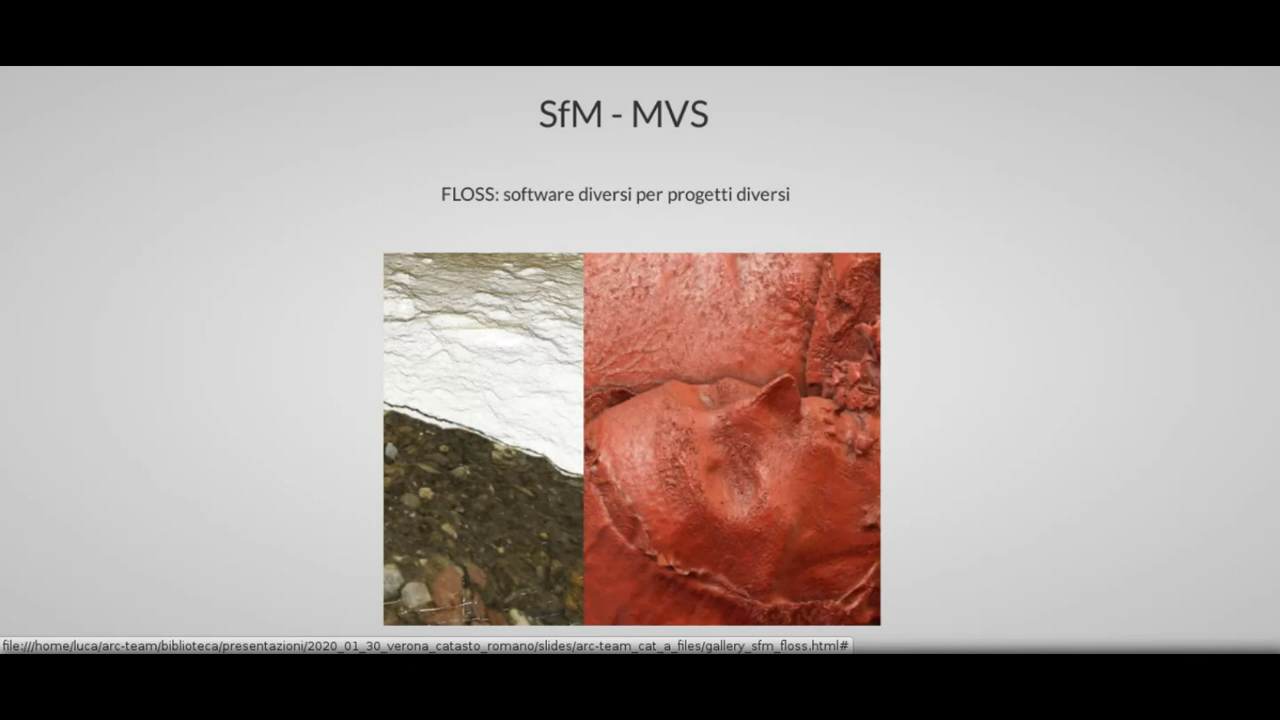 SfM - MVS
FLOSS: software diversi per progetti diversi
file:///home/luca/arc-team/biblioteca/presentazioni/2020_01_30_verona_catasto_romano/slides/arc-team_cat_a_files/gallery_sfm_floss.html#